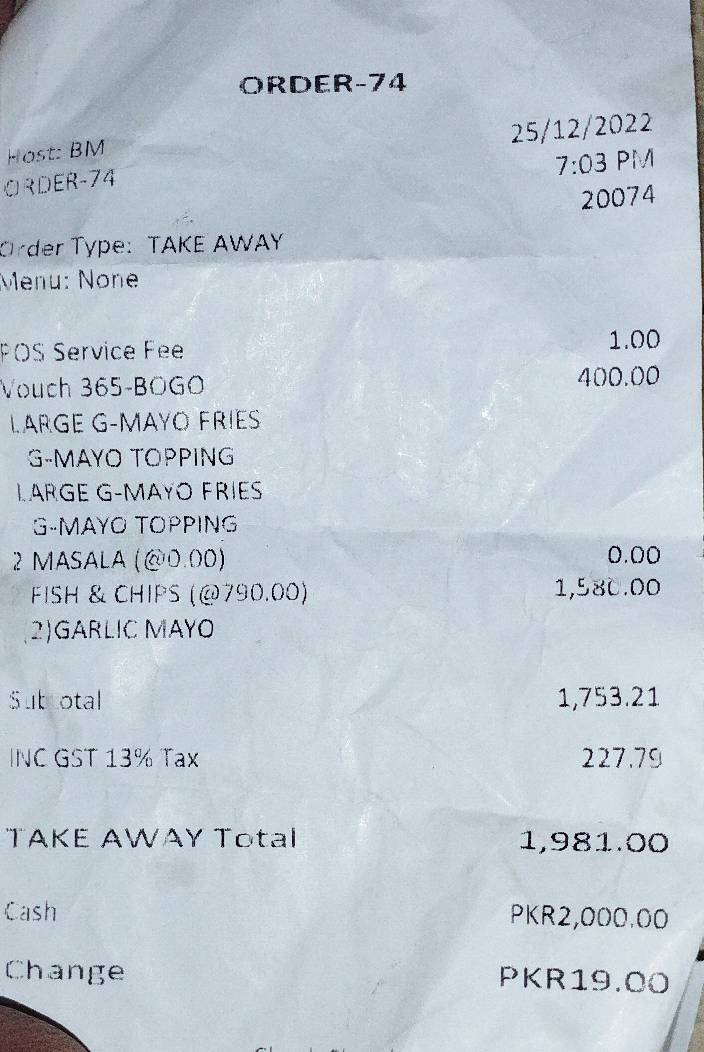 ORDER-74
Host: BM 25/12/2022
ORDER-74 7:03 PM
20074
Order Type: TAKE AWAY
Menu: None
POS Service Fee 1.00
Vouch 365-BOGO 400.00
LARGE G-MAYO FRIES
G-MAYO TOPPING
LARGE G-MAYO FRIES
G-MAYO TOPPING
2 MASALA (@0.00) 0.00
FISH & CHIPS (@790.00) 1,580.00
2)GARLIC MAYO
Subtotal 1,753.21
INC GST 13% Tax 227.79
TAKE AWAY Total 1,981.00
Cash PKR2,000.00
Change PKR19.00